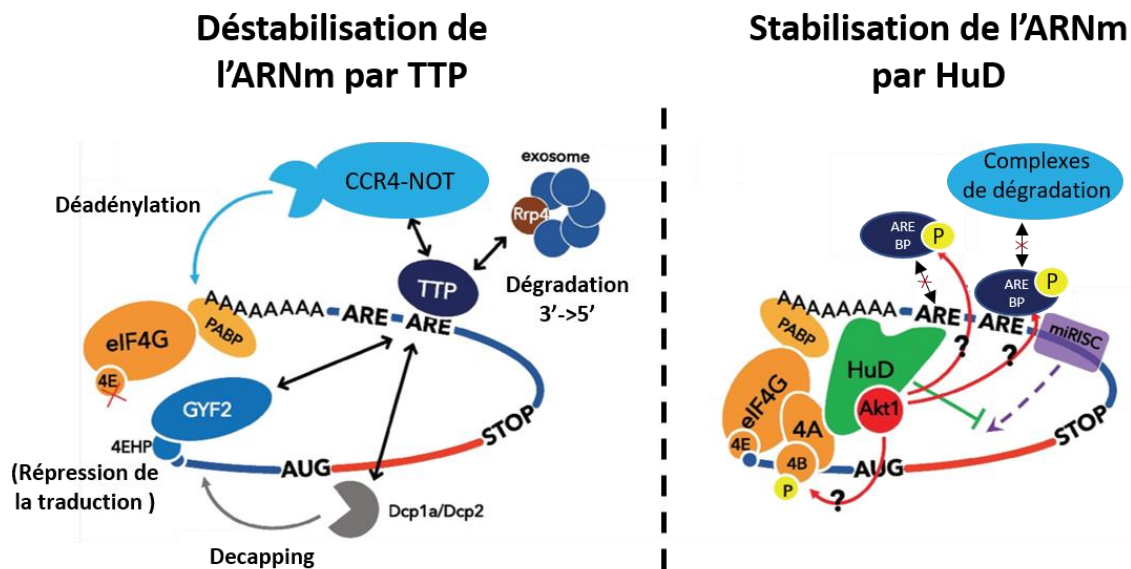 Déstabilisation de
l’ARNm par TTP
exosome
CCR4-NOT
Déadénylation
Rrp4
TTP
Dégradation
3’->5’
AAAAAAAA
ARE ARE
PABP
eIF4G
4E
GYF2
4EHP
STOP
(Répression de
la traduction )
AUG
Dcp1a/Dcp2
Decapping
Stabilisation de l’ARNm
par HuD
Complexes
de dégradation
ARE
BP
P
ARE
BP
P
AAAAAAAA
ARE ARE
PABP
miRISC
?
?
HuD
eIF4G
Akt1
4A
4E
4B
STOP
AUG
P
?